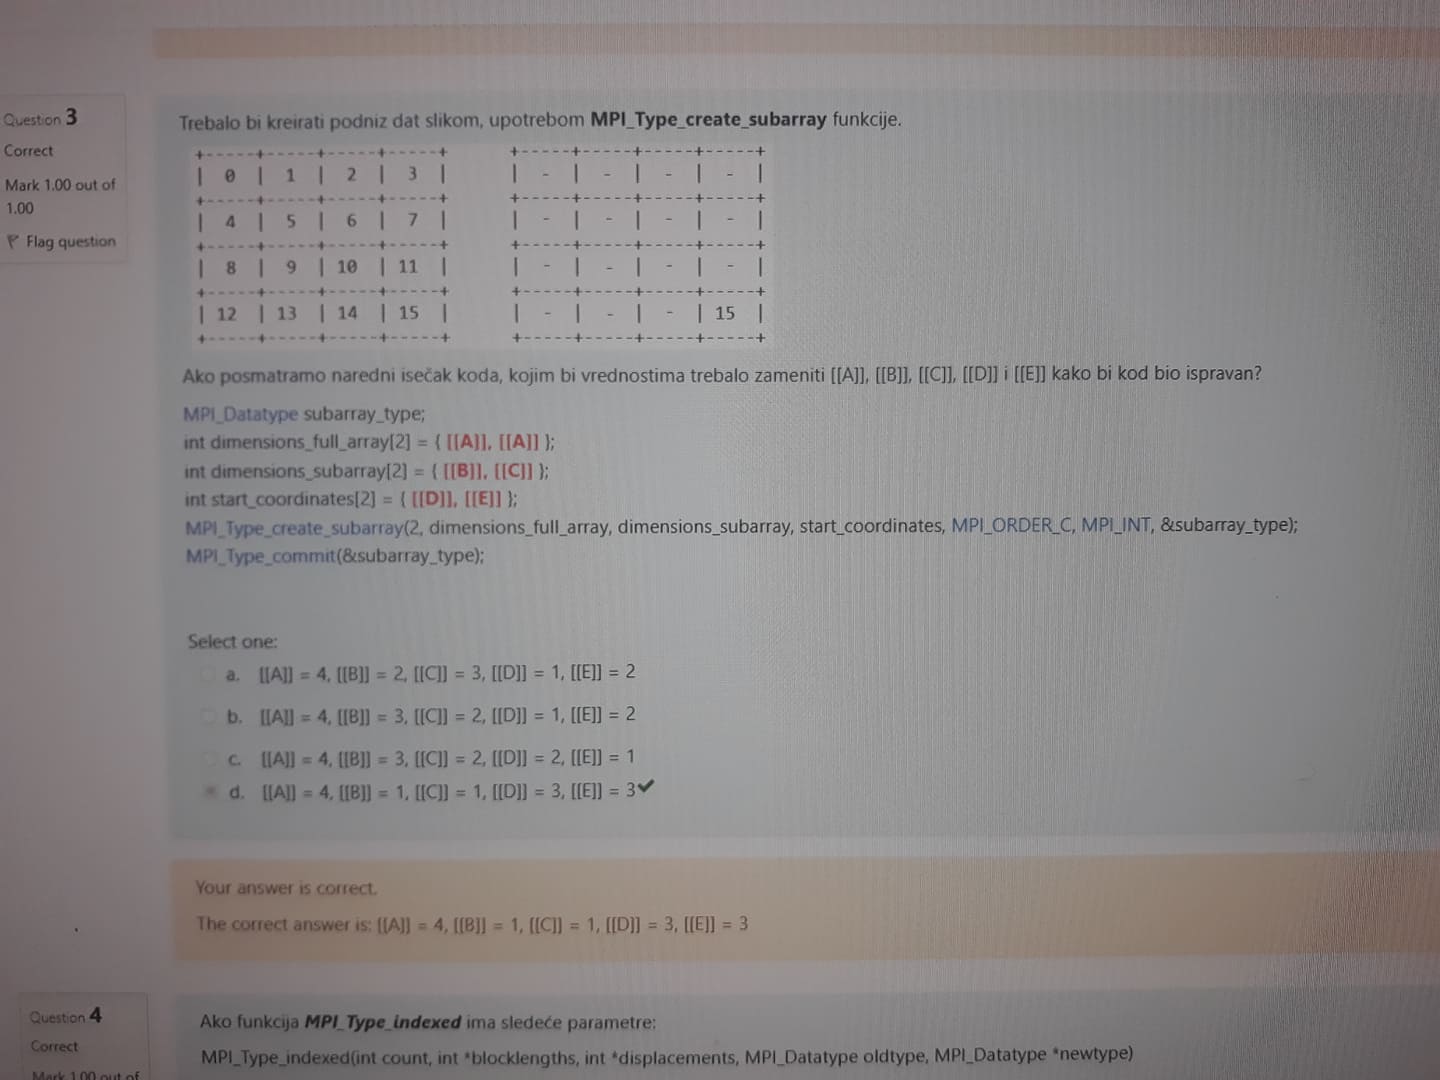 Question 3
Correct
Mark 1.00 out of
1.00
Flag question
Trebalo bi kreirati podniz dat slikom, upotrebom MPI_Type_create_subarray funkcije.
+-----+-----+-----+-----+ +-----+-----+-----+-----+
| 0 | 1 | 2 | 3 | | - | - | - | - |
+-----+-----+-----+-----+ +-----+-----+-----+-----+
| 4 | 5 | 6 | 7 | | - | - | - | - |
+-----+-----+-----+-----+ +-----+-----+-----+-----+
| 8 | 9 | 10 | 11 | | - | - | - | - |
+-----+-----+-----+-----+ +-----+-----+-----+-----+
| 12 | 13 | 14 | 15 | | - | - | - | 15 |
+-----+-----+-----+-----+ +-----+-----+-----+-----+
Ako posmatramo naredni isečak koda, kojim bi vrednostima trebalo zameniti [[A]], [[B]], [[C]], [[D]] i [[E]] kako bi kod bio ispravan?
MPI_Datatype subarray_type;
int dimensions_full_array[2] = { [[A]], [[A]] };
int dimensions_subarray[2] = { [[B]], [[C]] };
int start_coordinates[2] = { [[D]], [[E]] };
MPI_Type_create_subarray(2, dimensions_full_array, dimensions_subarray, start_coordinates, MPI_ORDER_C, MPI_INT, &subarray_type);
MPI_Type_commit(&subarray_type);
Select one:
a. [[A]] = 4, [[B]] = 2, [[C]] = 3, [[D]] = 1, [[E]] = 2
b. [[A]] = 4, [[B]] = 3, [[C]] = 2, [[D]] = 1, [[E]] = 2
c. [[A]] = 4, [[B]] = 3, [[C]] = 2, [[D]] = 2, [[E]] = 1
d. [[A]] = 4, [[B]] = 1, [[C]] = 1, [[D]] = 3, [[E]] = 3✔
Your answer is correct.
The correct answer is: [[A]] = 4, [[B]] = 1, [[C]] = 1, [[D]] = 3, [[E]] = 3
Question 4
Correct
Mark 1.00 out of
Ako funkcija MPI_Type_indexed ima sledeće parametre:
MPI_Type_indexed(int count, int *blocklengths, int *displacements, MPI_Datatype oldtype, MPI_Datatype *newtype)